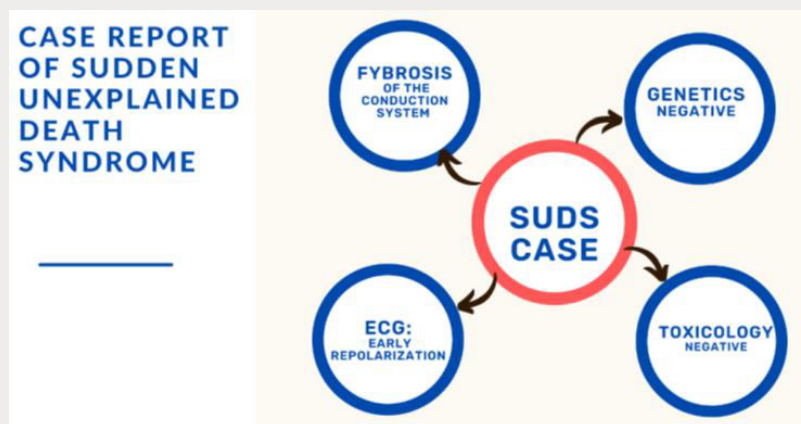 CASE REPORT
OF SUDDEN
UNEXPLAINED
DEATH
SYNDROME
FYBROSIS
OF THE
CONDUCTION
SYSTEM
GENETICS
NEGATIVE
SUDS
CASE
ECG:
EARLY
REPOLARIZATION
TOXICOLOGY
NEGATIVE